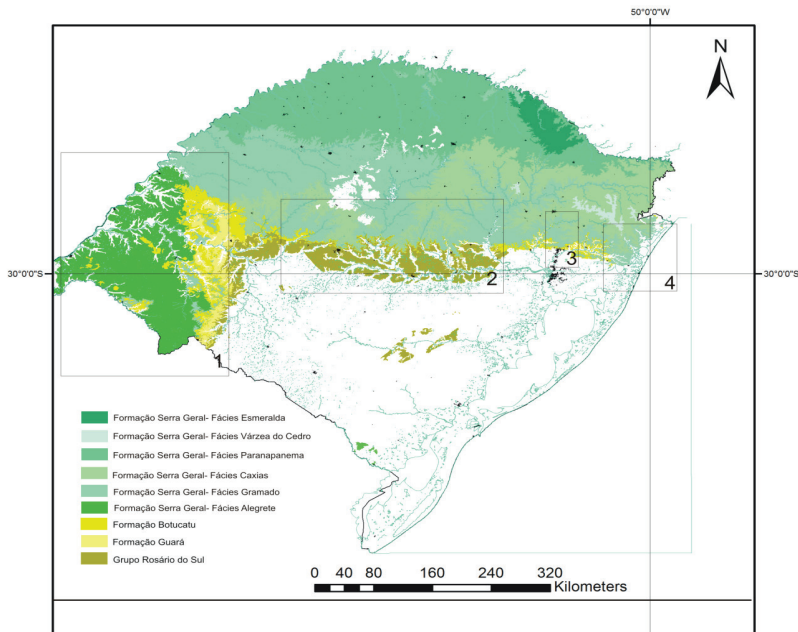 50°0'0"W
N
30°0'0"S
30°0'0"S
1
2
3
4
Formação Serra Geral- Fácies Esmeralda
Formação Serra Geral- Fácies Várzea do Cedro
Formação Serra Geral- Fácies Paranapanema
Formação Serra Geral- Fácies Caxias
Formação Serra Geral- Fácies Gramado
Formação Serra Geral- Fácies Alegrete
Formação Botucatu
Formação Guará
Grupo Rosário do Sul
0 40 80 160 240 320
Kilometers